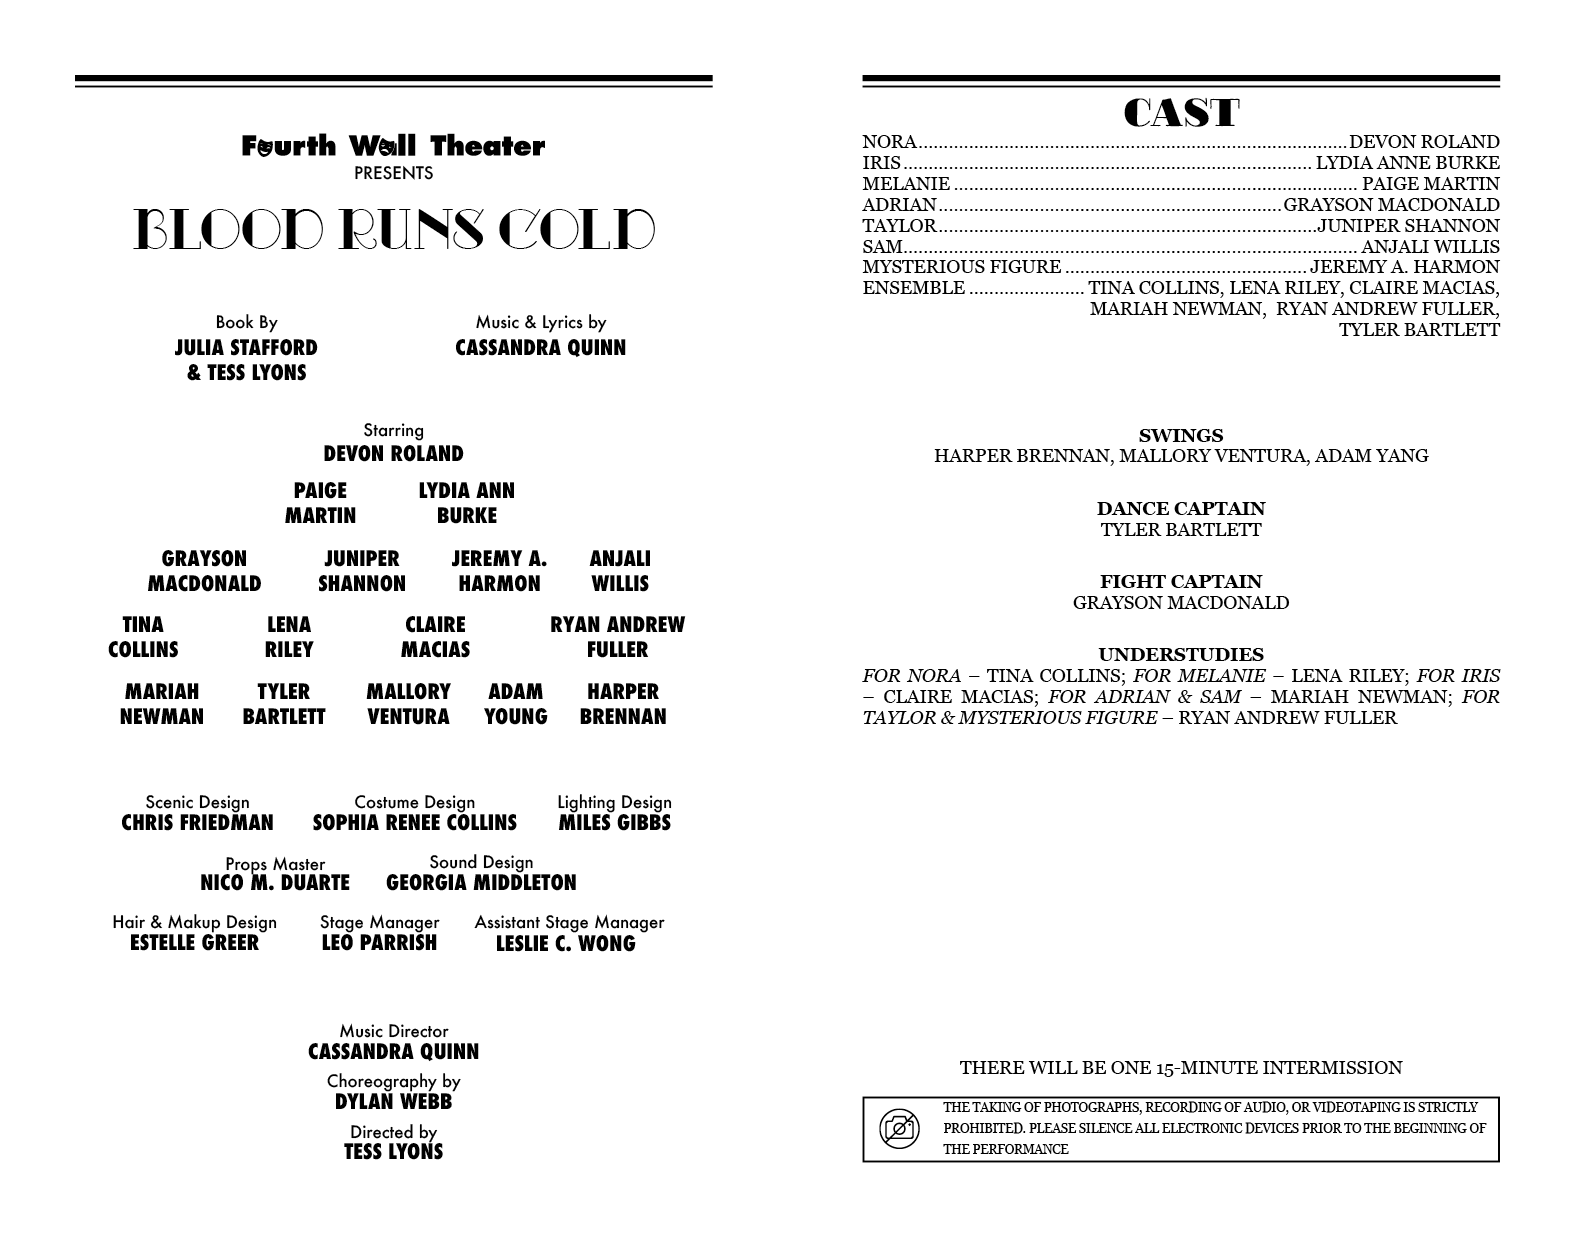 Fourth Wall Theater
PRESENTS
BLOOD RUNS COLD
Book By
JULIA STAFFORD
& TESS LYONS
Music & Lyrics by
CASSANDRA QUINN
Starring
DEVON ROLAND
PAIGE
MARTIN
LYDIA ANN
BURKE
GRAYSON
MACDONALD
JUNIPER
SHANNON
JEREMY A.
HARMON
ANJALI
WILLIS
TINA
COLLINS
LENA
RILEY
CLAIRE
MACIAS
RYAN ANDREW
FULLER
MARIAH
NEWMAN
TYLER
BARTLETT
MALLORY
VENTURA
ADAM
YOUNG
HARPER
BRENNAN
Scenic Design
CHRIS FRIEDMAN
Costume Design
SOPHIA RENEE COLLINS
Lighting Design
MILES GIBBS
Props Master
NICO M. DUARTE
Sound Design
GEORGIA MIDDLETON
Hair & Makup Design
ESTELLE GREER
Stage Manager
LEO PARRISH
Assistant Stage Manager
LESLIE C. WONG
Music Director
CASSANDRA QUINN
Choreography by
DYLAN WEBB
Directed by
TESS LYONS
CAST
NORA....................DEVON ROLAND
IRIS.................... LYDIA ANNE BURKE
MELANIE .................... PAIGE MARTIN
ADRIAN....................GRAYSON MACDONALD
TAYLOR....................JUNIPER SHANNON
SAM.................... ANJALI WILLIS
MYSTERIOUS FIGURE .................... JEREMY A. HARMON
ENSEMBLE .................... TINA COLLINS, LENA RILEY, CLAIRE MACIAS,
MARIAH NEWMAN, RYAN ANDREW FULLER,
TYLER BARTLETT
SWINGS
HARPER BRENNAN, MALLORY VENTURA, ADAM YANG
DANCE CAPTAIN
TYLER BARTLETT
FIGHT CAPTAIN
GRAYSON MACDONALD
UNDERSTUDIES
FOR NORA – TINA COLLINS; FOR MELANIE – LENA RILEY; FOR IRIS
– CLAIRE MACIAS; FOR ADRIAN & SAM – MARIAH NEWMAN; FOR
TAYLOR & MYSTERIOUS FIGURE – RYAN ANDREW FULLER
THERE WILL BE ONE 15-MINUTE INTERMISSION
THE TAKING OF PHOTOGRAPHS, RECORDING OF AUDIO, OR VIDEOTAPING IS STRICTLY
PROHIBITED. PLEASE SILENCE ALL ELECTRONIC DEVICES PRIOR TO THE BEGINNING OF
THE PERFORMANCE